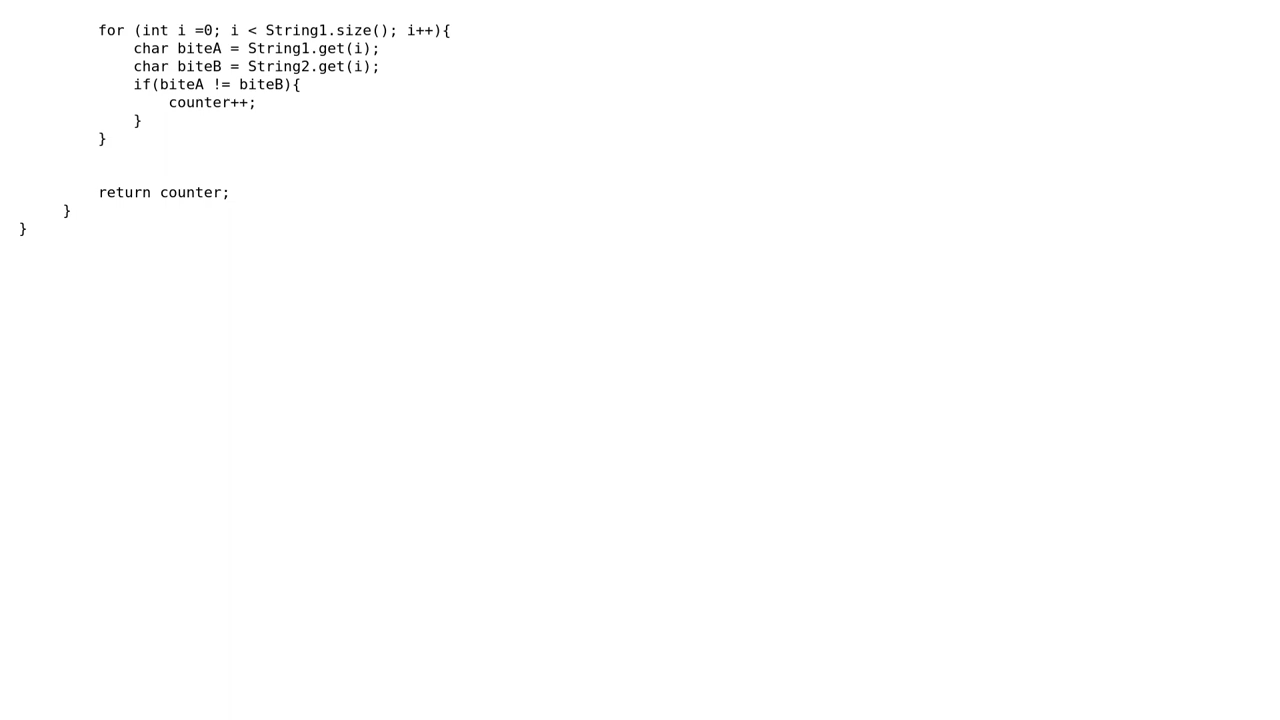 for (int i =0; i < String1.size(); i++){
char biteA = String1.get(i);
char biteB = String2.get(i);
if(biteA != biteB){
counter++;
}
}
return counter;
}
}